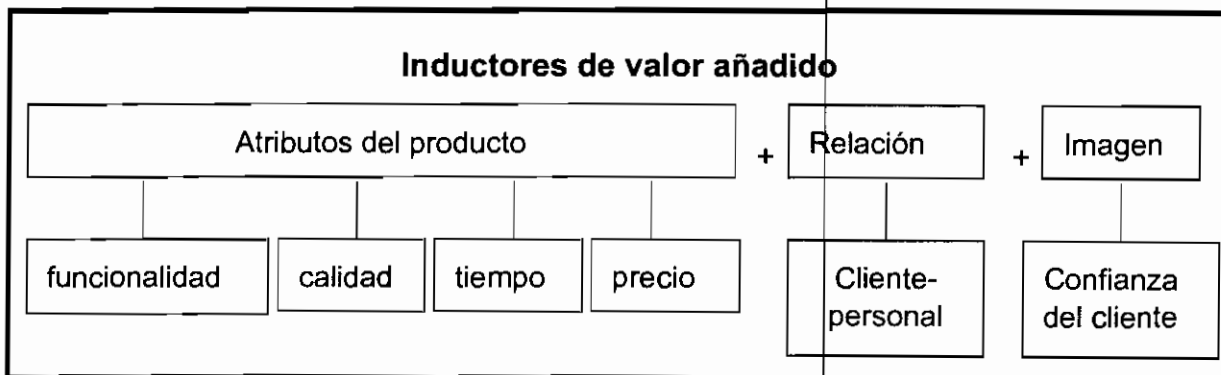 Inductores de valor añadido
Atributos del producto + Relación + Imagen
funcionalidad calidad tiempo precio Cliente-
personal Confianza
del cliente